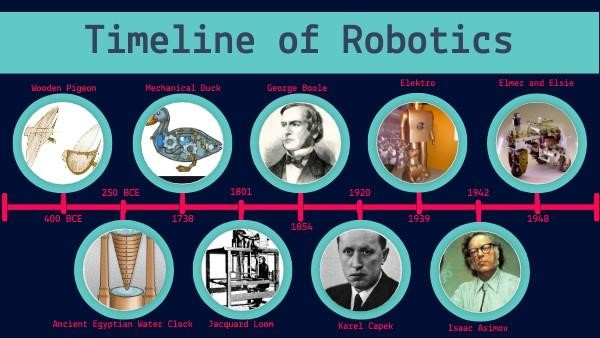 Timeline of Robotics
Wooden Pigeon
Mechanical Duck
George Boole
Elektro
Elmer and Elsie
400 BCE
250 BCE
1738
1801
1854
1920
1939
1942
1948
Ancient Egyptian Water Clock
Jacquard Loom
Karel Capek
Isaac Asimov